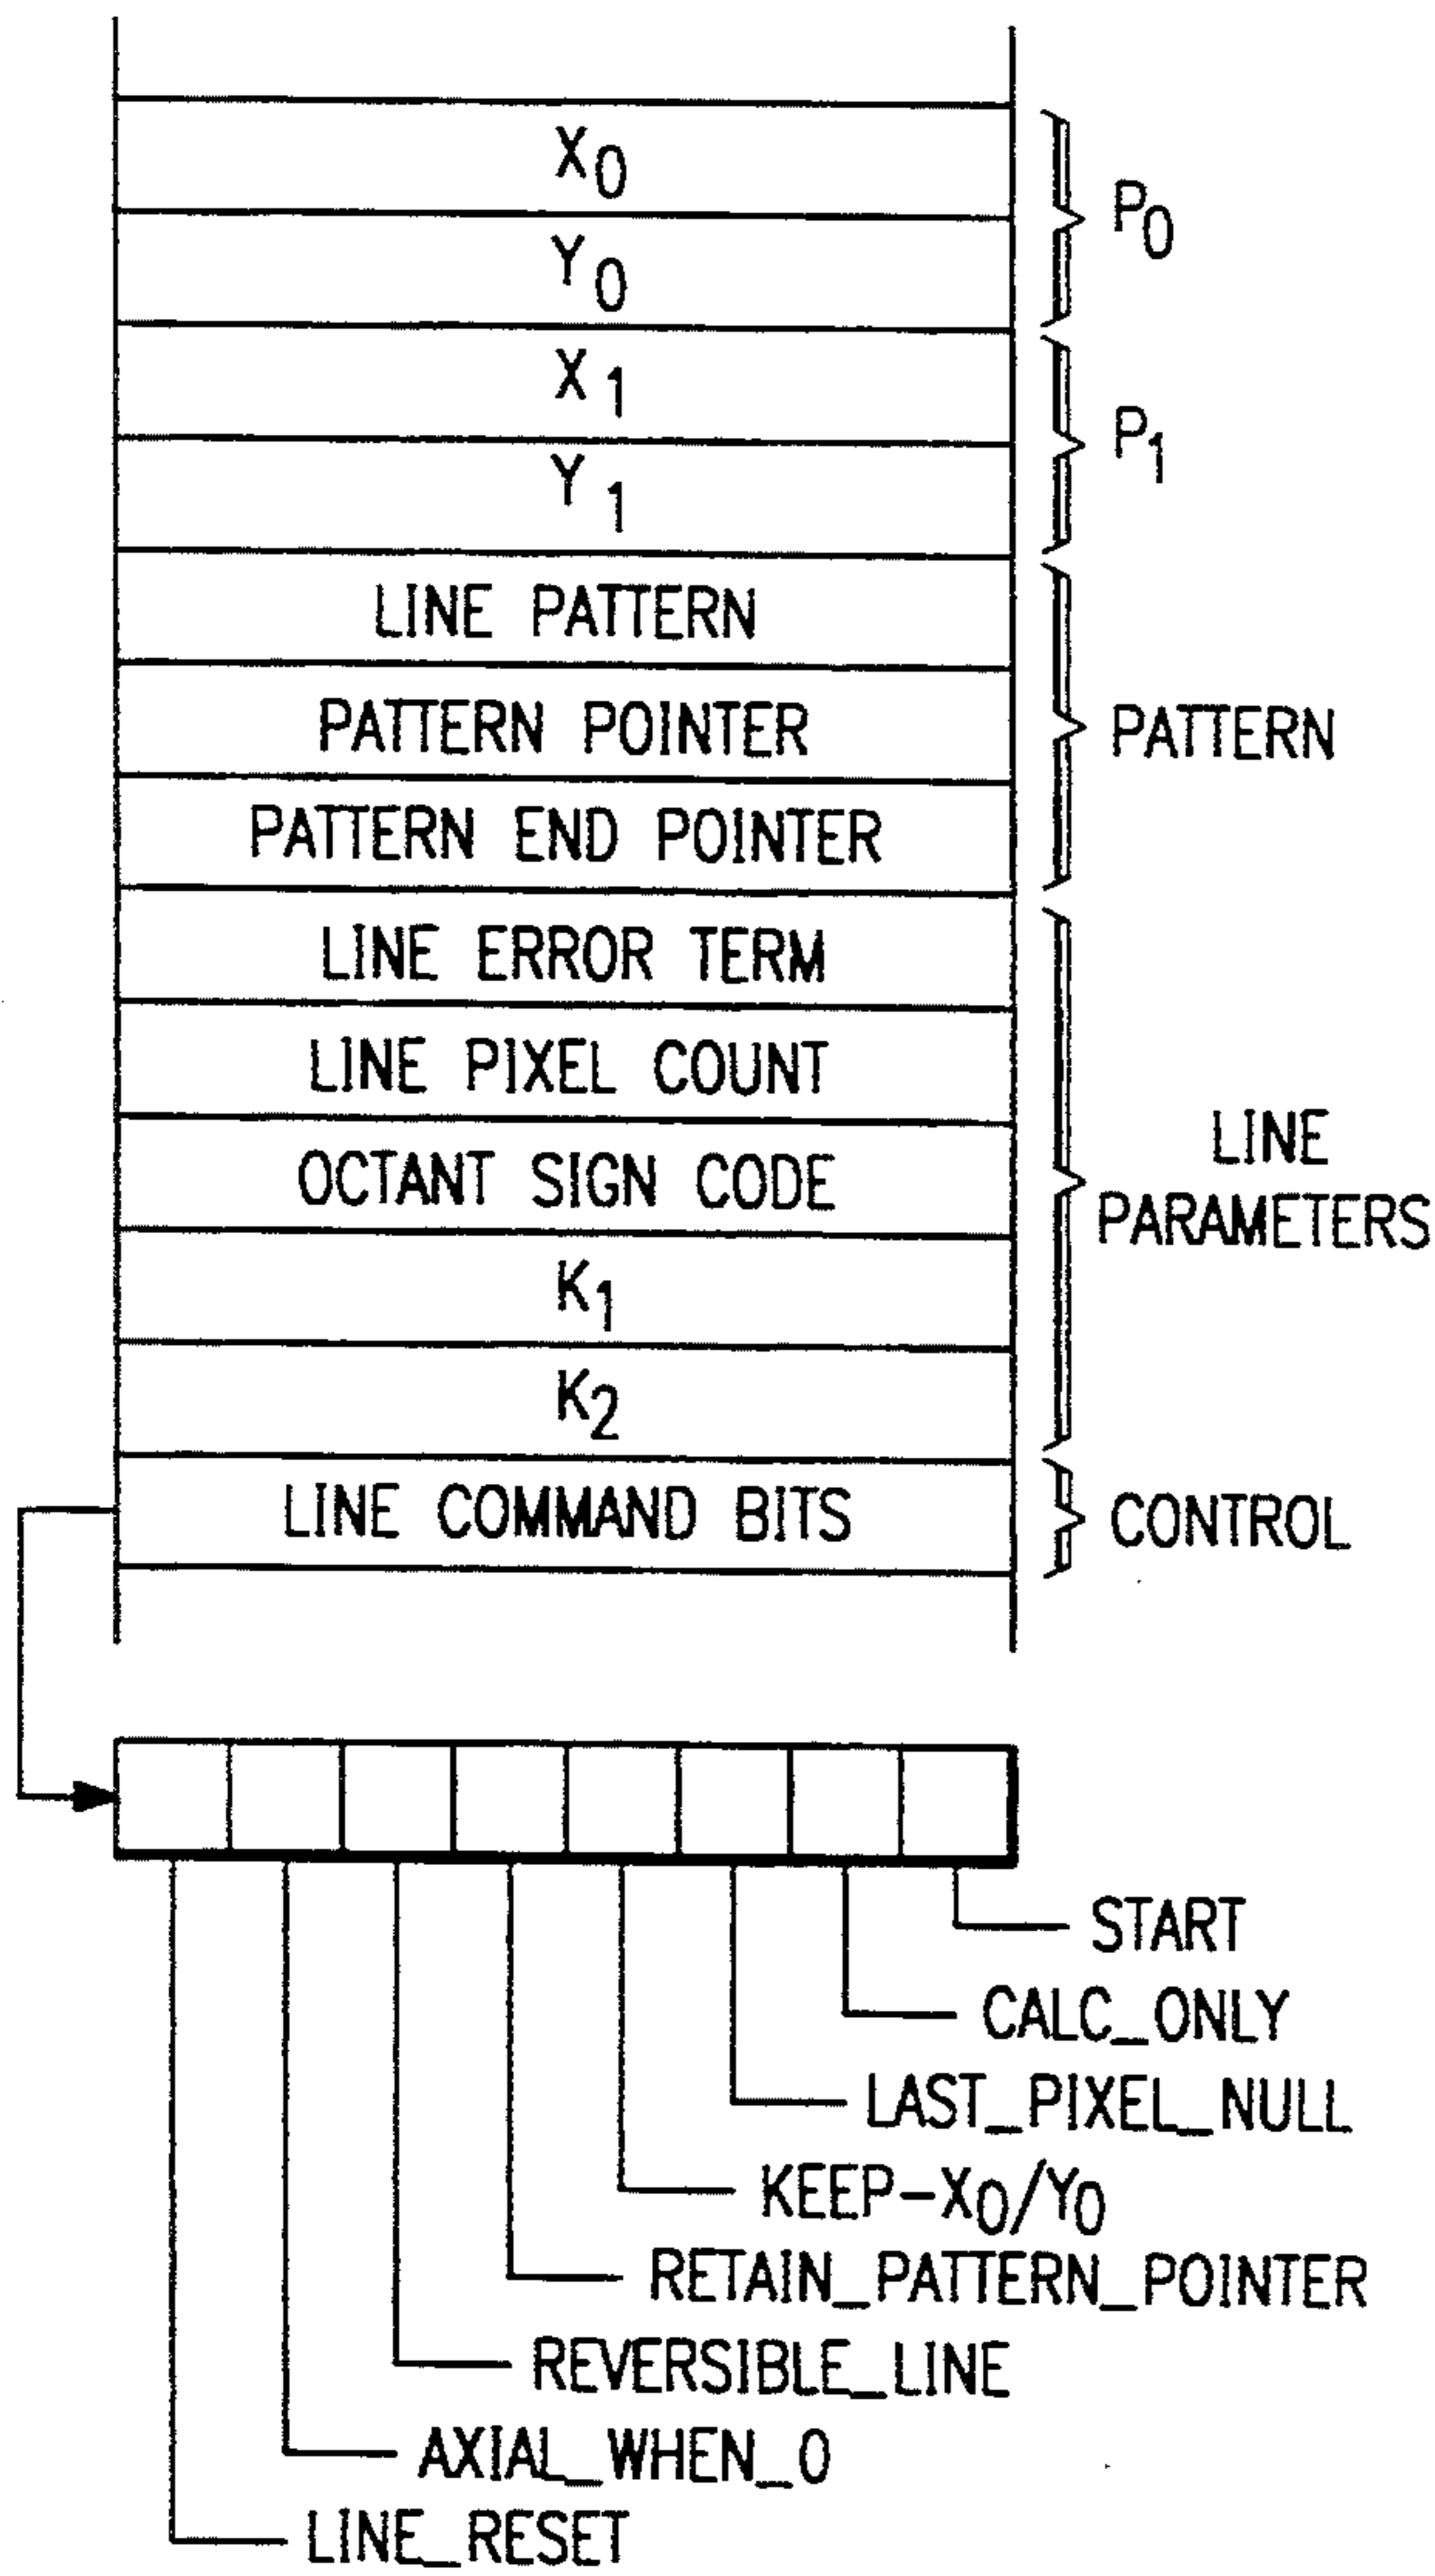 X0
P0
Y0
X1
P1
Y1
LINE PATTERN
PATTERN POINTER
PATTERN
PATTERN END POINTER
LINE ERROR TERM
LINE PIXEL COUNT
OCTANT SIGN CODE
LINE
PARAMETERS
K1
K2
LINE COMMAND BITS
CONTROL
START
CALC_ONLY
LAST_PIXEL_NULL
KEEP-X0/Y0
RETAIN_PATTERN_POINTER
REVERSIBLE_LINE
AXIAL_WHEN_0
LINE_RESET